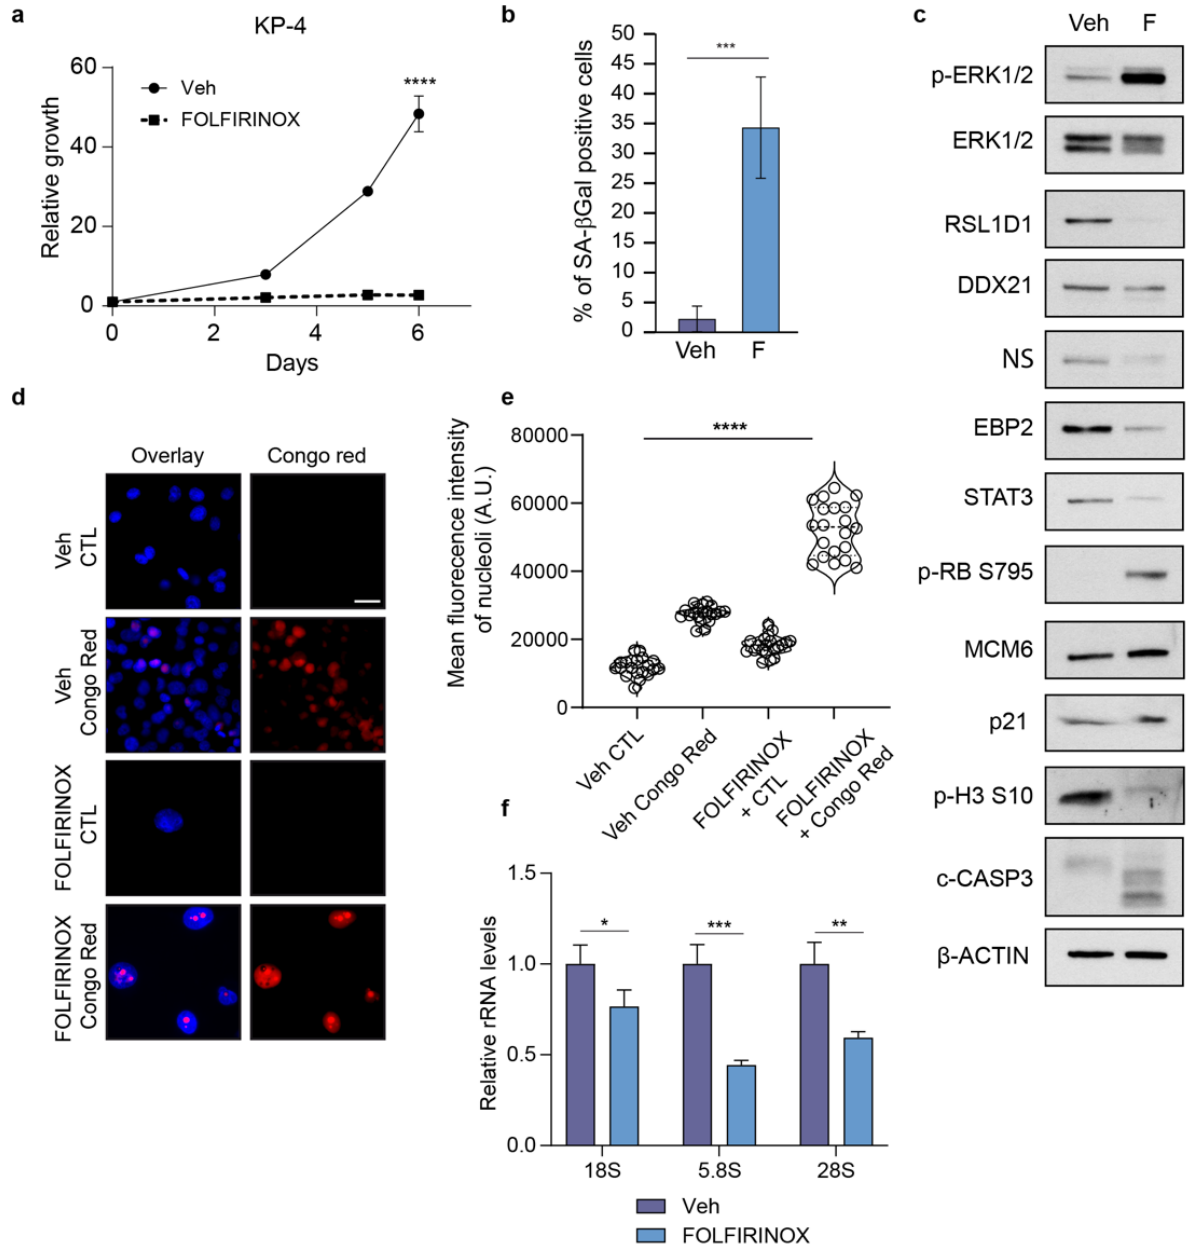 a
KP-4
Relative growth
60
40
20
0
0
2
4
6
Days
Veh
FOLFIRINOX
****
b
% of SA-βGal positive cells
50
45
40
35
30
25
20
15
10
5
0
***
Veh
F
c
Veh F
p-ERK1/2
ERK1/2
RSL1D1
DDX21
NS
EBP2
STAT3
p-RB S795
MCM6
p21
p-H3 S10
c-CASP3
β-ACTIN
d
Overlay Congo red
Veh
CTL
Veh
Congo Red
FOLFIRINOX
CTL
FOLFIRINOX
Congo Red
e
Mean fluorecence intensity
of nucleoli (A.U.)
80000
60000
40000
20000
0
****
Veh CTL
Veh Congo Red
FOLFIRINOX
+ CTL
FOLFIRINOX
+ Congo Red
f
Relative rRNA levels
1.5
1.0
0.5
0.0
*
***
**
18S
5.8S
28S
Veh
FOLFIRINOX